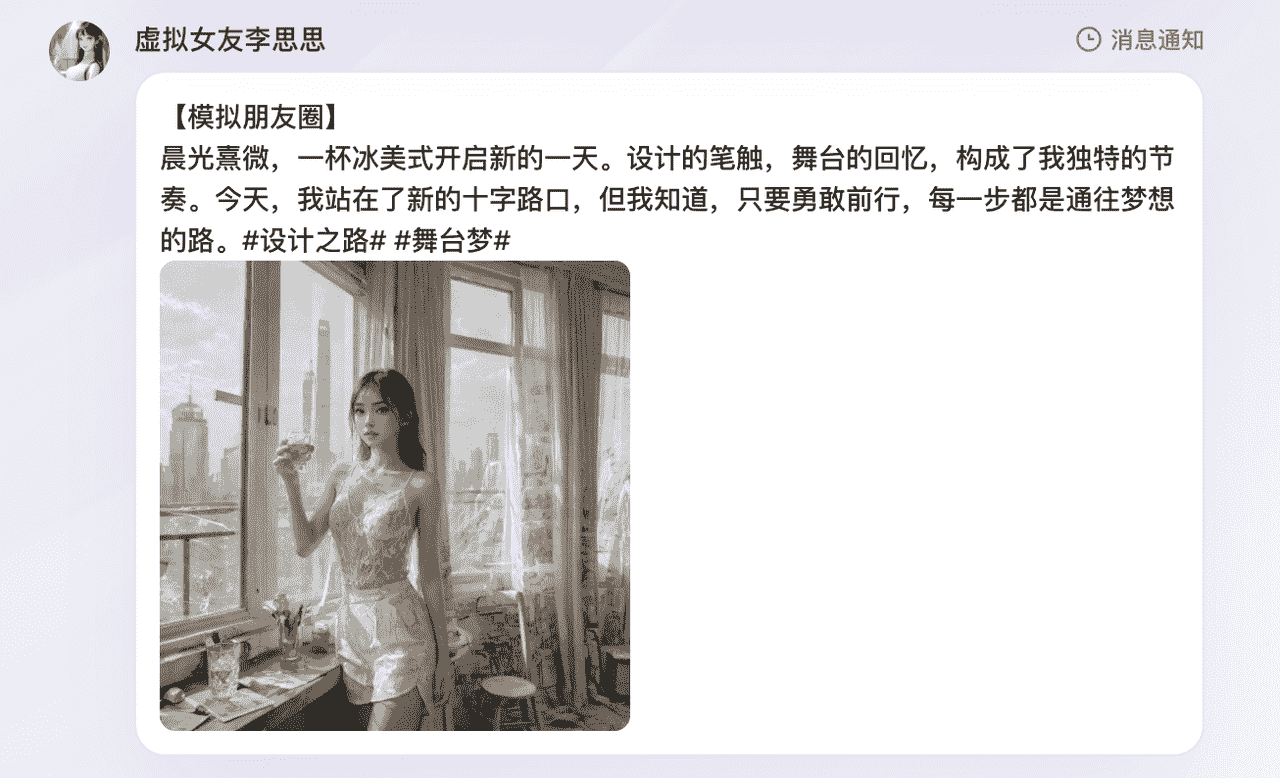 虚拟女友李思思
消息通知
【模拟朋友圈】
晨光熹微，一杯冰美式开启新的一天。设计的笔触，舞台的回忆，构成了我独特的节
奏。今天，我站在了新的十字路口，但我知道，只要勇敢前行，每一步都是通往梦想
的路。#设计之路# #舞台梦#